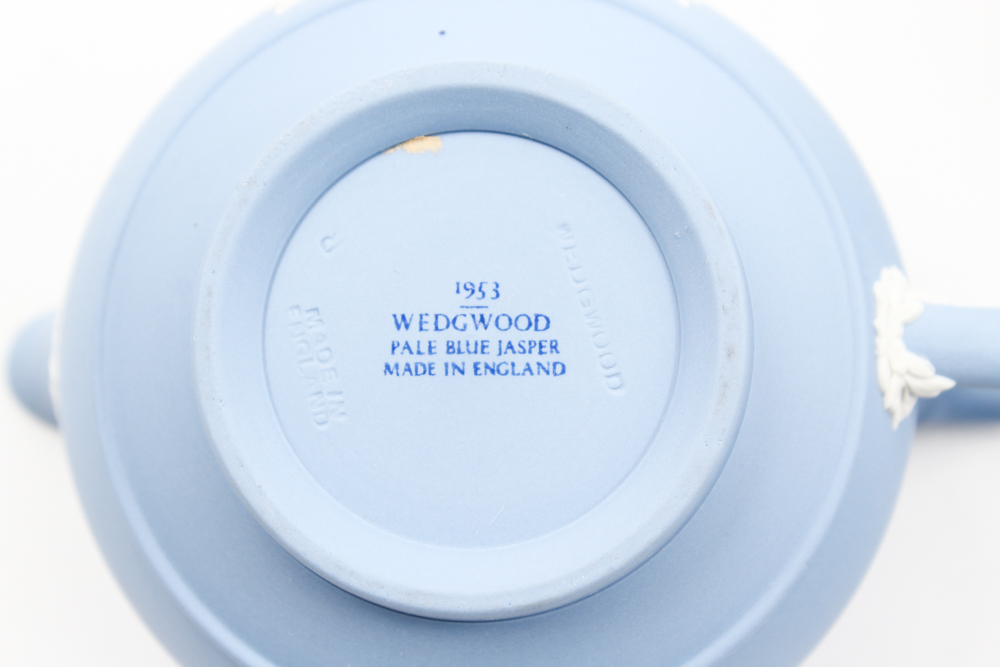 1953
WEDGWOOD
PALE BLUE JASPER
MADE IN ENGLAND
WEDGWOOD
MADE IN
ENGLAND